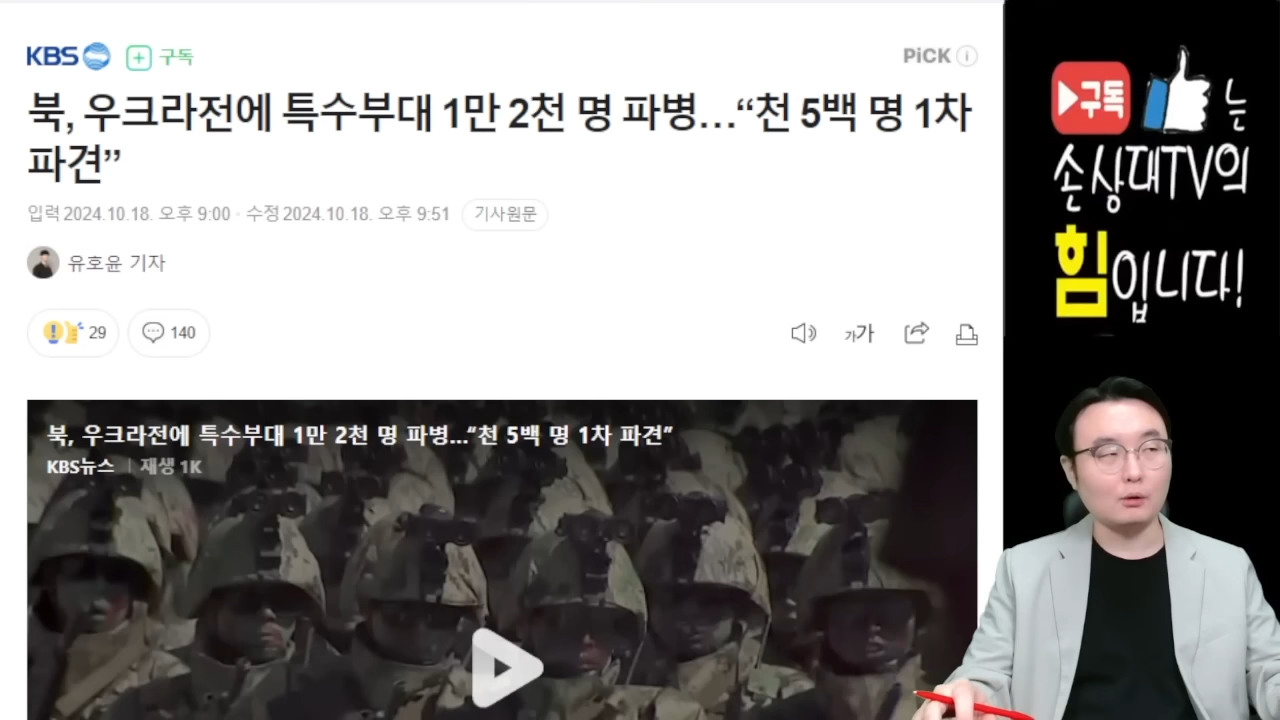 KBS
구독
PiCK
북, 우크라전에 특수부대 1만 2천 명 파병…“천 5백 명 1차
파견”
입력 2024.10.18. 오후 9:00 · 수정 2024.10.18. 오후 9:51 기사원문
유호윤 기자
29 140
가가
북, 우크라전에 특수부대 1만 2천 명 파병…“천 5백 명 1차 파견”
KBS뉴스 | 재생 1K
구독 는
손상대TV의
힘입니다!